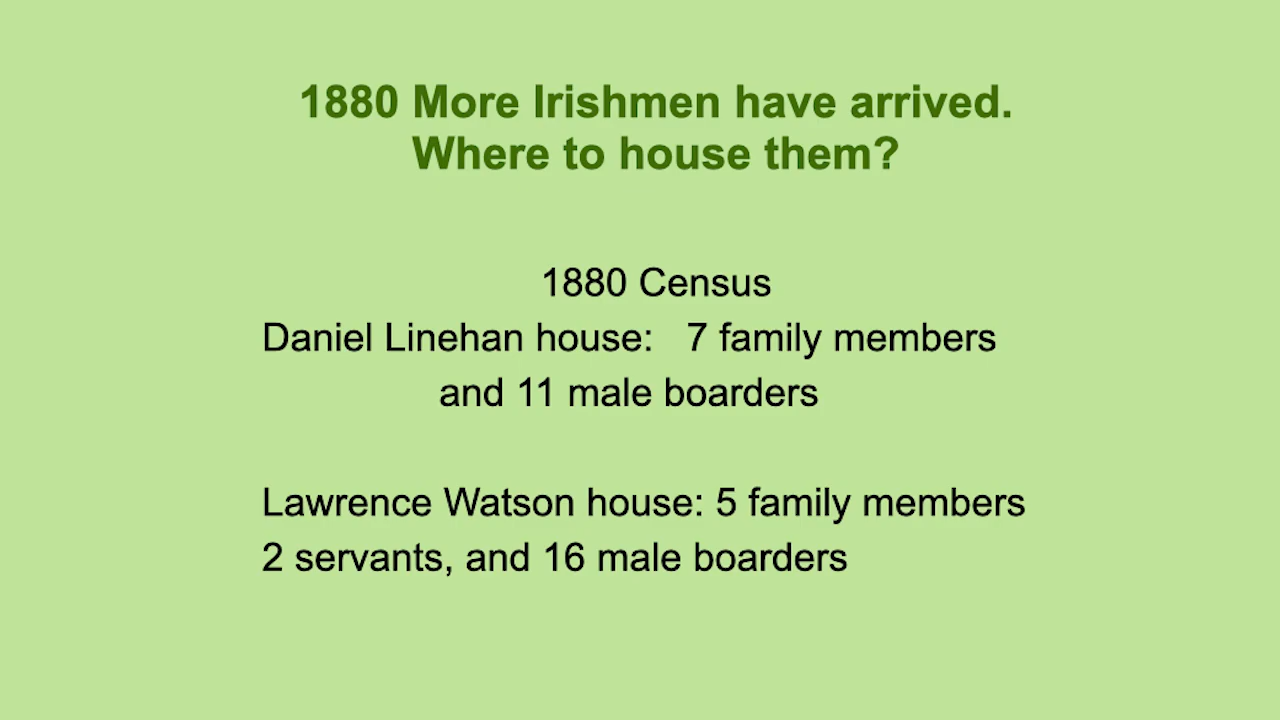 1880 More Irishmen have arrived.
Where to house them?
1880 Census
Daniel Linehan house: 7 family members
and 11 male boarders
Lawrence Watson house: 5 family members
2 servants, and 16 male boarders